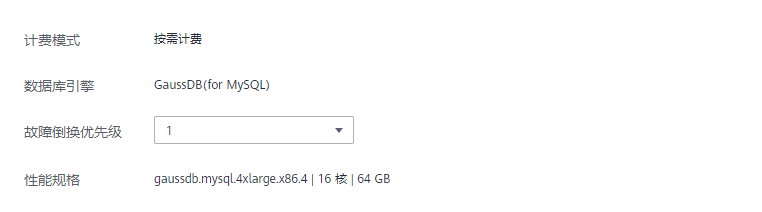 计费模式 按需计费
数据库引擎 GaussDB(for MySQL)
故障倒换优先级 1
性能规格 gaussdb.mysql.4xlarge.x86.4 | 16 核 | 64 GB